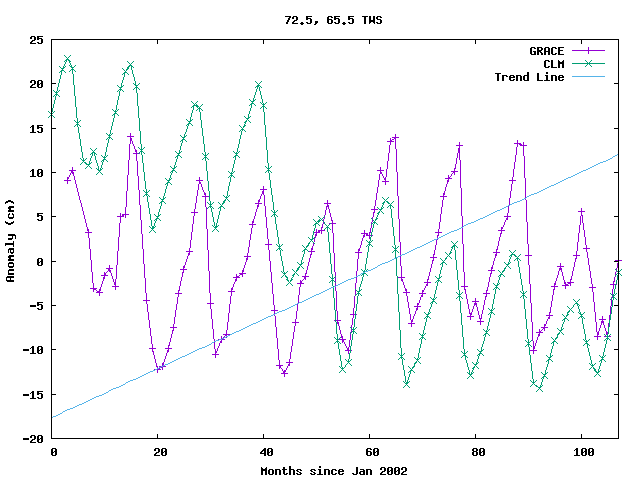 72.5, 65.5 TWS
GRACE
CLM
Trend Line
25
20
15
10
5
0
-5
-10
-15
-20
Anomaly (cm)
0 20 40 60 80 100
Months since Jan 2002